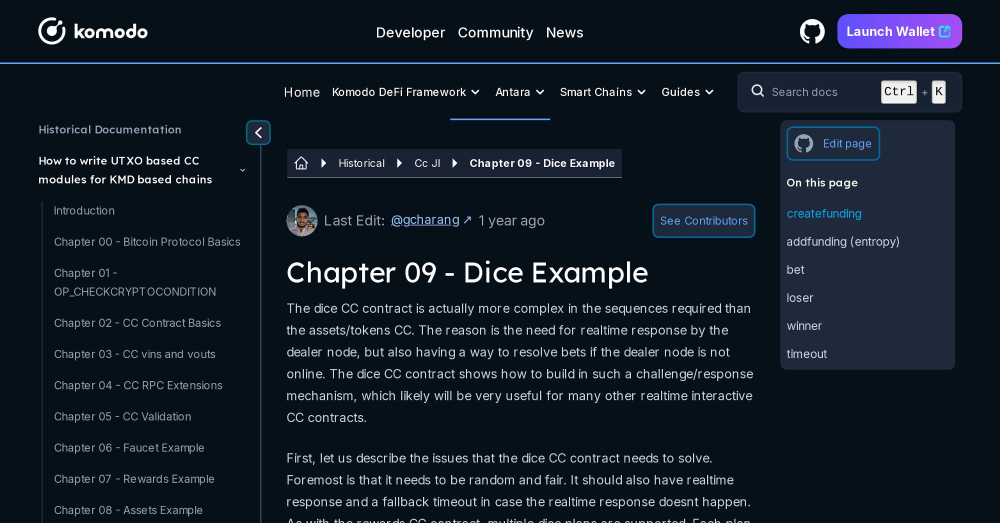 komodo
Developer Community News
Launch Wallet
Home Komodo DeFi Framework Antara Smart Chains Guides
Search docs Ctrl + K
Historical Documentation
How to write UTXO based CC
modules for KMD based chains
Introduction
Chapter 00 - Bitcoin Protocol Basics
Chapter 01 -
OP_CHECKCRYPTOCONDITION
Chapter 02 - CC Contract Basics
Chapter 03 - CC vins and vouts
Chapter 04 - CC RPC Extensions
Chapter 05 - CC Validation
Chapter 06 - Faucet Example
Chapter 07 - Rewards Example
Chapter 08 - Assets Example
Historical Cc Jl Chapter 09 - Dice Example
Last Edit: @gcharang ↗ 1 year ago
See Contributors
Chapter 09 - Dice Example
The dice CC contract is actually more complex in the sequences required than
the assets/tokens CC. The reason is the need for realtime response by the
dealer node, but also having a way to resolve bets if the dealer node is not
online. The dice CC contract shows how to build in such a challenge/response
mechanism, which likely will be very useful for many other realtime interactive
CC contracts.
First, let us describe the issues that the dice CC contract needs to solve.
Foremost is that it needs to be random and fair. It should also have realtime
response and a fallback timeout in case the realtime response doesnt happen.
As with the rewards CC contract, multiple dice plans are supported. Each plan
Edit page
On this page
createfunding
addfunding (entropy)
bet
loser
winner
timeout